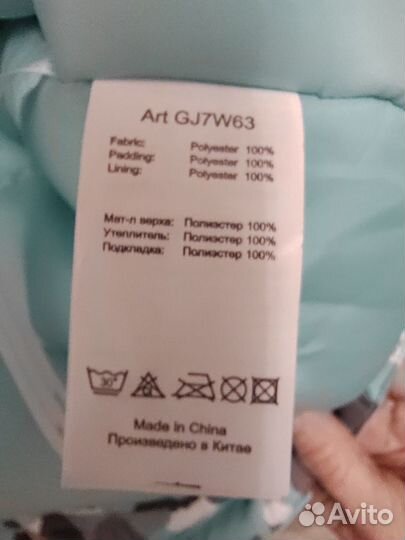 Art GJ7W63
Fabric: Polyester 100%
Padding: Polyester 100%
Lining: Polyester 100%
Мат-л верха: Полиэстер 100%
Утеплитель: Полиэстер 100%
Подкладка: Полиэстер 100%
30°
Made in China
Произведено в Китае
Avito